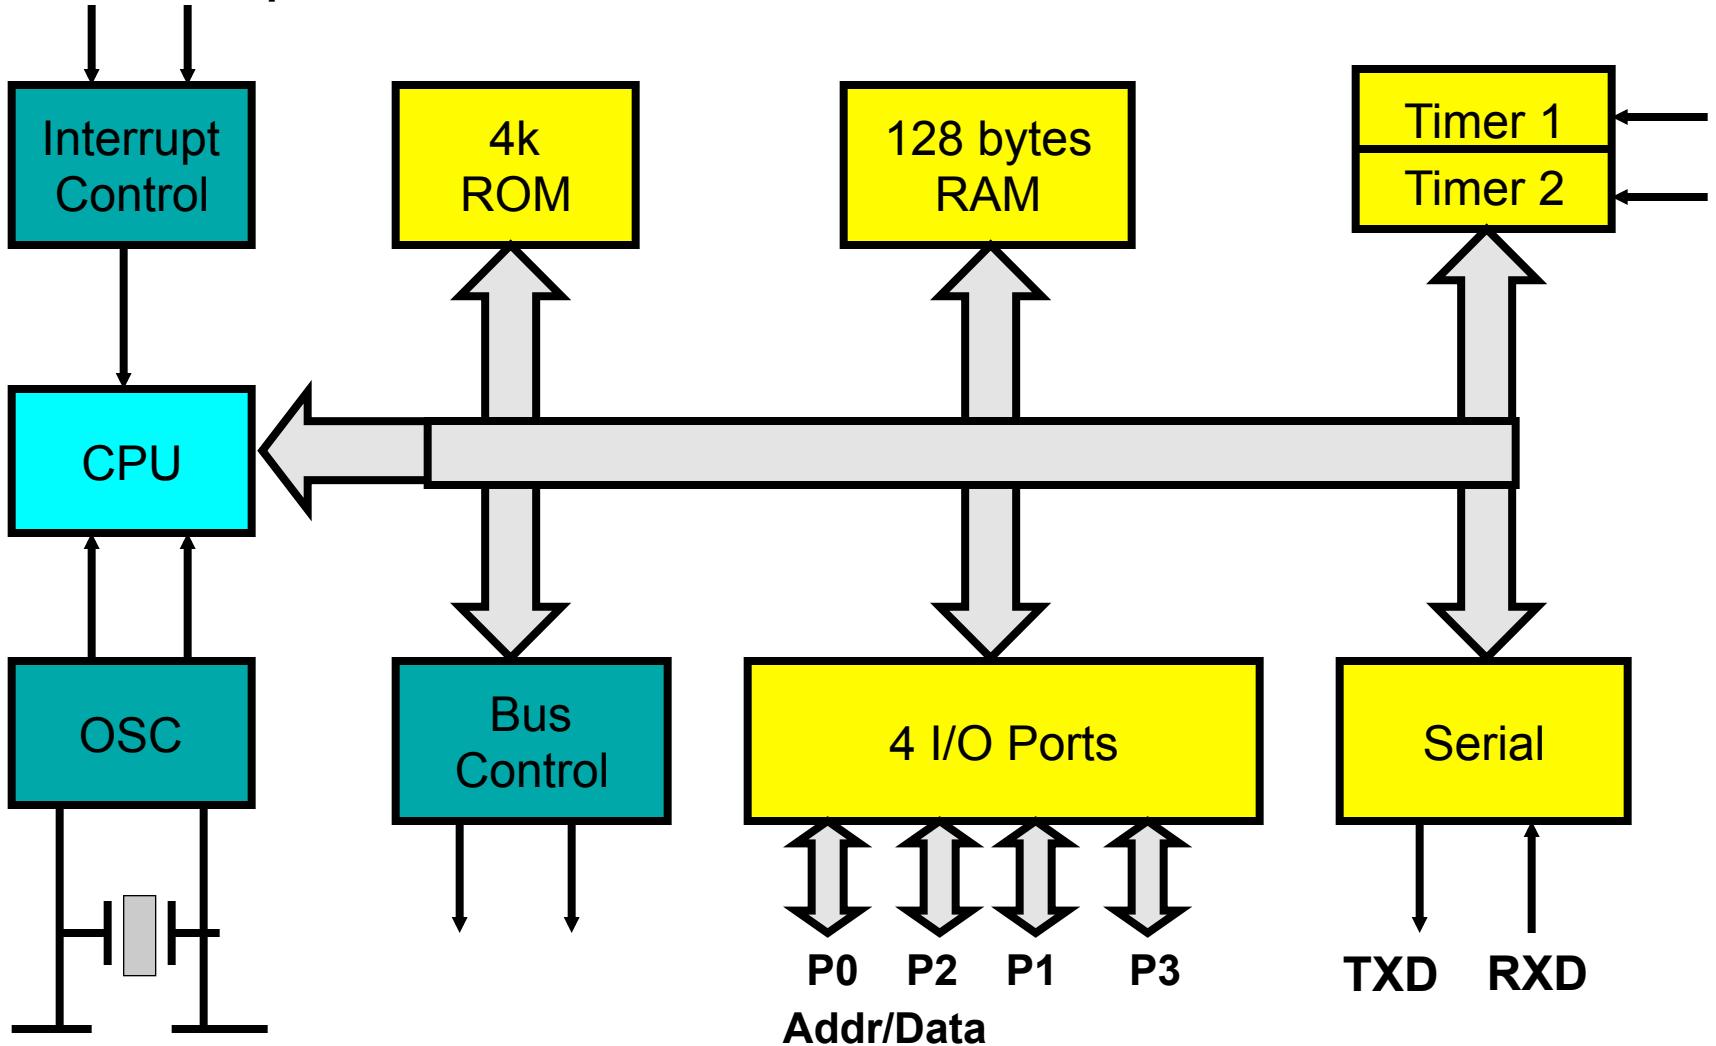 Interrupt
Control
4k
ROM
128 bytes
RAM
Timer 1
Timer 2
CPU
OSC
Bus
Control
4 I/O Ports
Serial
P0 P2 P1 P3
TXD RXD
Addr/Data